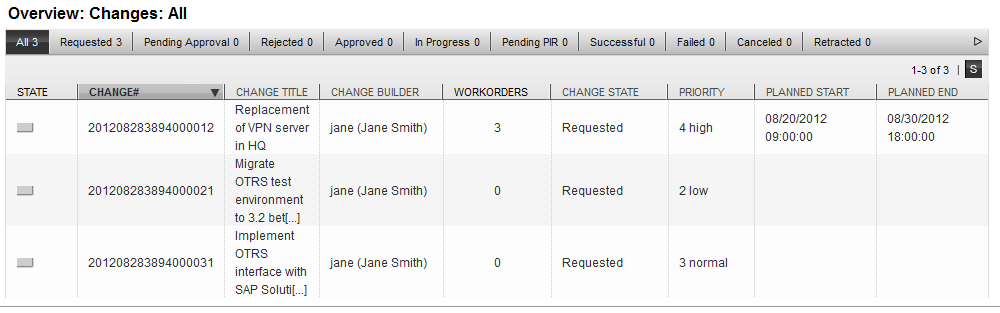 Overview: Changes: All
All 3 Requested 3 Pending Approval 0 Rejected 0 Approved 0 In Progress 0 Pending PIR 0 Successful 0 Failed 0 Canceled 0 Retracted 0
1-3 of 3 | S
STATE CHANGE# CHANGE TITLE CHANGE BUILDER WORKORDERS CHANGE STATE PRIORITY PLANNED START PLANNED END
Replacement
of VPN server
in HQ
201208283894000012 jane (Jane Smith) 3 Requested 4 high
08/20/2012
09:00:00
08/30/2012
18:00:00
Migrate
OTRS test
environment
to 3.2 bet[...]
201208283894000021 jane (Jane Smith) 0 Requested 2 low
Implement
OTRS
interface with
SAP Soluti[...]
201208283894000031 jane (Jane Smith) 0 Requested 3 normal